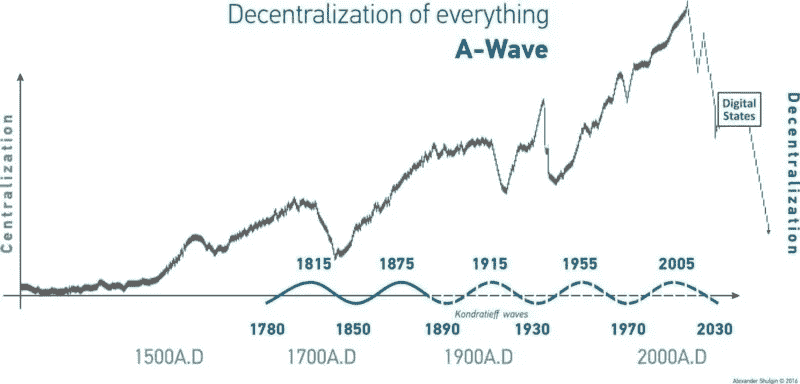 Decentralization of everything
A-Wave
Centralization
Decentralization
Digital
States
1815 1875 1915 1955 2005
Kondratieff waves
1780 1850 1890 1930 1970 2030
1500A.D 1700A.D 1900A.D 2000A.D
Alexander Shulgin © 2016